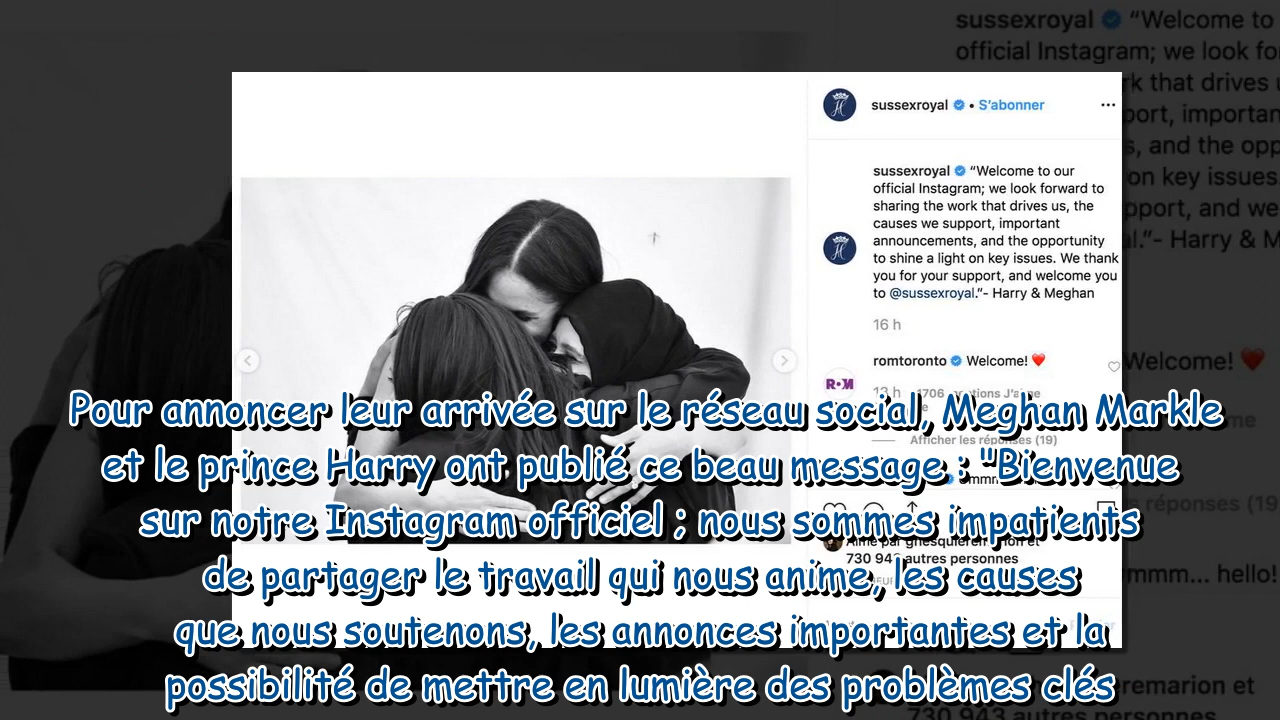 sussexroyal "Welcome to
official Instagram; we look fo
sussexroyal • S'abonner
sussexroyal "Welcome to our
official Instagram; we look forward to
sharing the work that drives us, the
causes we support, important
announcements, and the opportunity
to shine a light on key issues. We thank
you for your support, and welcome you
to @sussexroyal."- Harry & Meghan
16 h
romtoronto Welcome! ❤️
ROM
13 h
Afficher les réponses (19)
730 943 autres personnes
rk that drives u
port, importan
s, and the opp
on key issues.
pport, and we
al."- Harry & M
Welcome! ❤️
réponses (19
mmm... hello!
eremarion et
730 943 autres personnes
Pour annoncer leur arrivée sur le réseau social, Meghan Markle
et le prince Harry ont publié ce beau message : "Bienvenue
sur notre Instagram officiel ; nous sommes impatients
de partager le travail qui nous anime, les causes
que nous soutenons, les annonces importantes et la
possibilité de mettre en lumière des problèmes clés